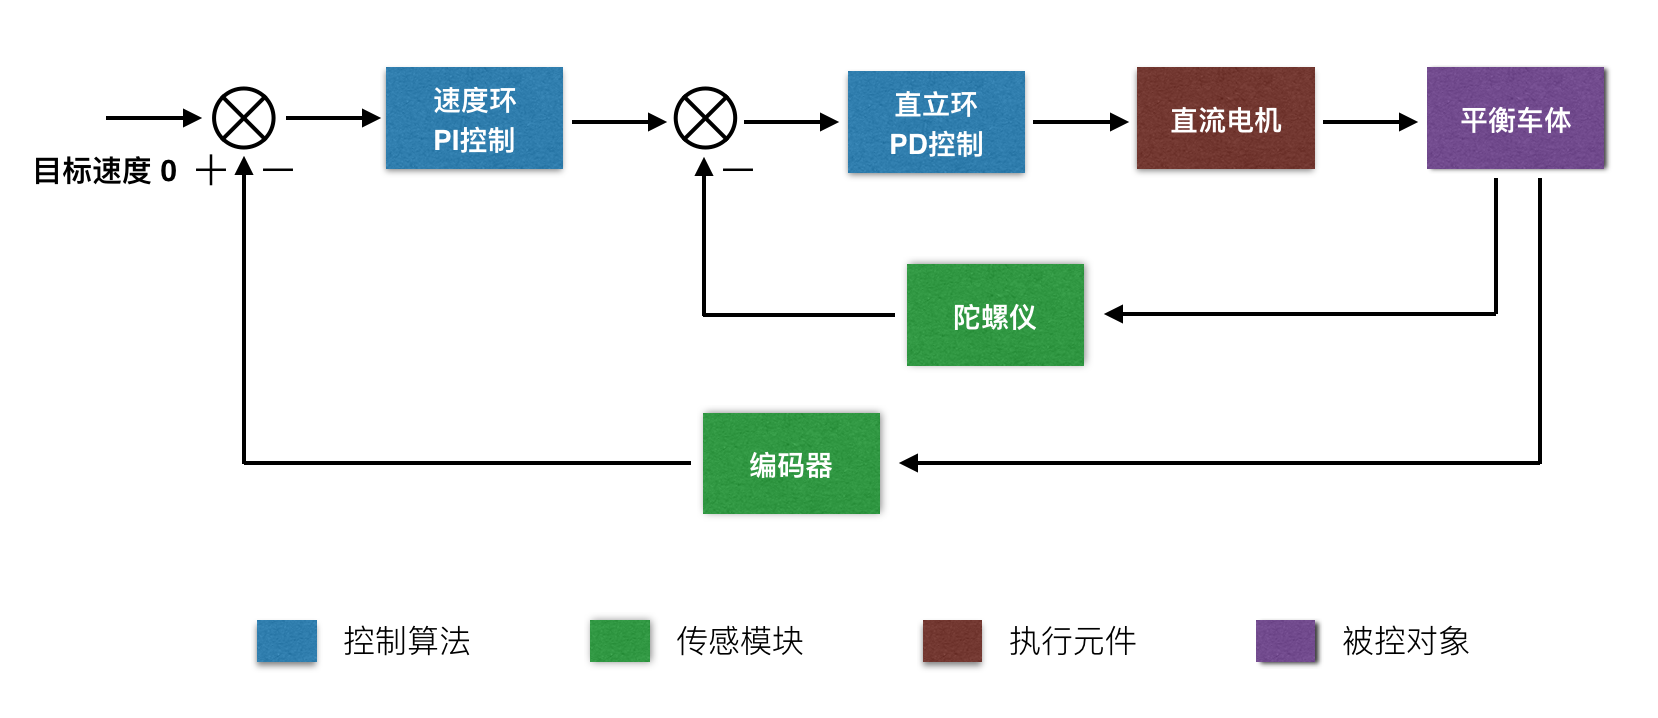 速度环
PI控制
直立环
PD控制
直流电机
平衡车体
目标速度 0
+
—
—
陀螺仪
编码器
控制算法
传感模块
执行元件
被控对象